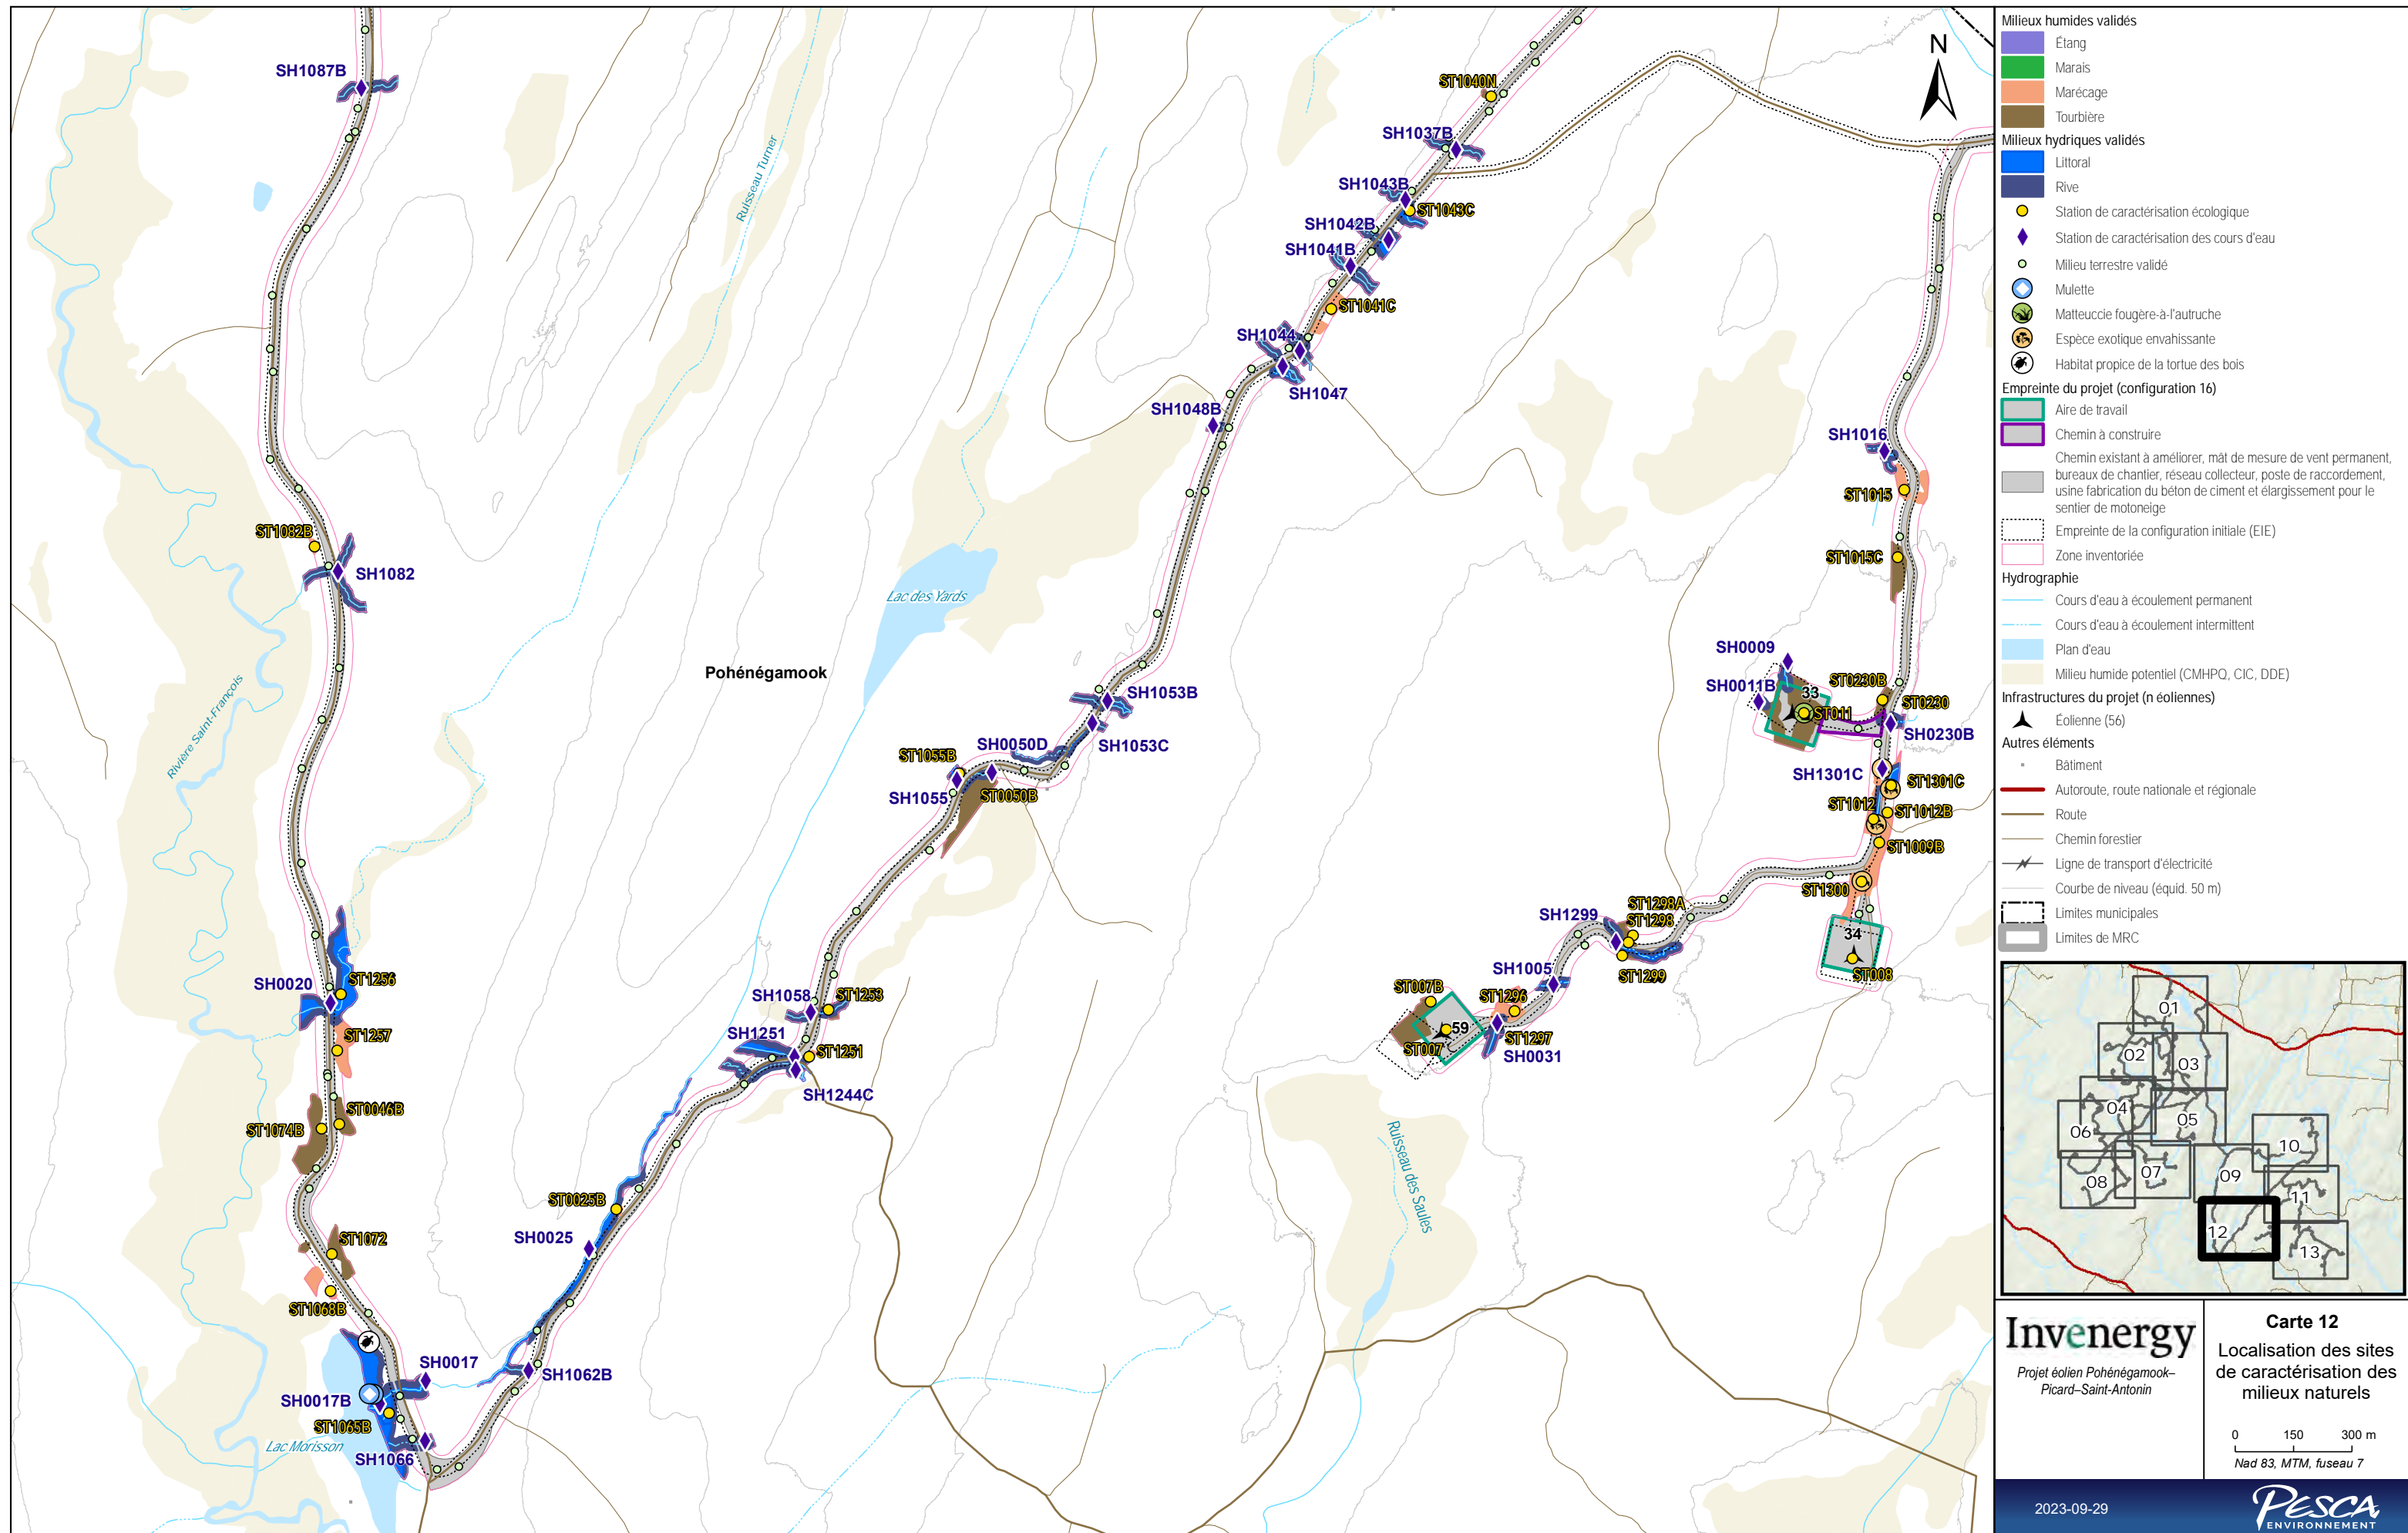 SH1087B
Ruisseau Turner
ST1040N
SH1037B
SH1043B
ST1043C
SH1042B
SH1041B
ST1041C
SH1044
SH1047
SH1048B
SH1016
ST1015
ST1015C
ST1082B
SH1082
Lac des Yards
Pohénégamook
Rivière Saint-François
SH0009
SH0011B
33
ST011
ST0230B
ST0230
SH0230B
SH1053B
SH1053C
SH0050D
ST1055B
SH1055
ST0050B
SH1301C
ST1301C
ST1012
ST1012B
ST1009B
ST1300
34
ST008
ST1298A
ST1298
SH1299
ST1299
SH1005
ST007B
ST1296
59
ST007
ST1297
SH0031
SH0020
ST1256
ST1257
SH1058
ST1253
SH1251
ST1251
SH1244C
ST0046B
ST1074B
Ruisseau des Saules
ST0025B
SH0025
ST1072
ST1068B
SH0017
SH1062B
SH0017B
ST1065B
Lac Morisson
SH1066
N
Milieux humides validés
Étang
Marais
Marécage
Tourbière
Milieux hydriques validés
Littoral
Rive
Station de caractérisation écologique
Station de caractérisation des cours d'eau
Milieu terrestre validé
Mulette
Matteuccie fougère-à-l'autruche
Espèce exotique envahissante
Habitat propice de la tortue des bois
Empreinte du projet (configuration 16)
Aire de travail
Chemin à construire
Chemin existant à améliorer, mât de mesure de vent permanent,
bureaux de chantier, réseau collecteur, poste de raccordement,
usine fabrication du béton de ciment et élargissement pour le
sentier de motoneige
Empreinte de la configuration initiale (EIE)
Zone inventoriée
Hydrographie
Cours d'eau à écoulement permanent
Cours d'eau à écoulement intermittent
Plan d'eau
Milieu humide potentiel (CMHPQ, CIC, DDE)
Infrastructures du projet (n éoliennes)
Éolienne (56)
Autres éléments
Bâtiment
Autoroute, route nationale et régionale
Route
Chemin forestier
Ligne de transport d'électricité
Courbe de niveau (équid. 50 m)
Limites municipales
Limites de MRC
01
02
03
04
05
06
07
08
09
10
11
12
13
Invenergy
Projet éolien Pohénégamook–
Picard–Saint-Antonin
Carte 12
Localisation des sites
de caractérisation des
milieux naturels
0 150 300 m
Nad 83, MTM, fuseau 7
2023-09-29
PESCA
ENVIRONNEMENT